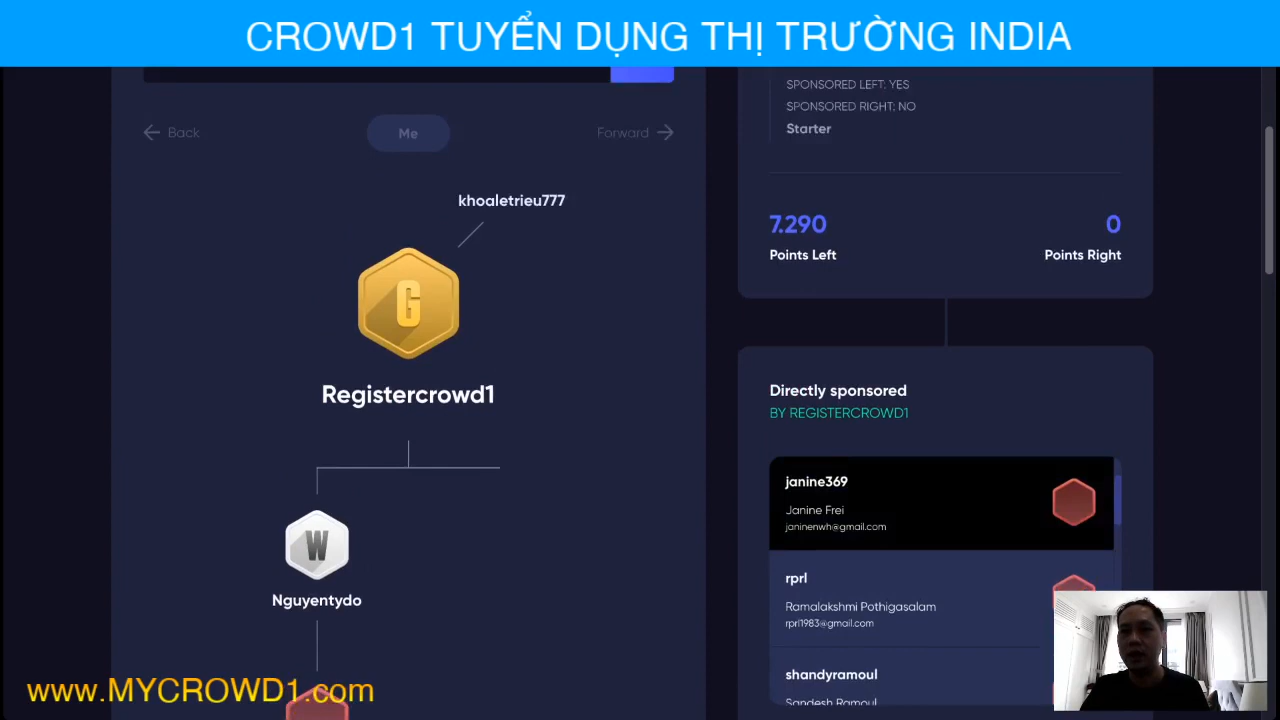 CROWD1 TUYỂN DỤNG THỊ TRƯỜNG INDIA
Back
Me
Forward
khoaletrieu777
G
Registercrowd1
W
Nguyentydo
SPONSORED LEFT: YES
SPONSORED RIGHT: NO
Starter
7.290
0
Points Left
Points Right
Directly sponsored
BY REGISTERCROWD1
janine369
Janine Frei
janinenwh@gmail.com
rprl
Ramalakshmi Pothigasalam
rprl1983@gmail.com
shandyramoul
Sandesh Ramoul
www.MYCROWD1.com